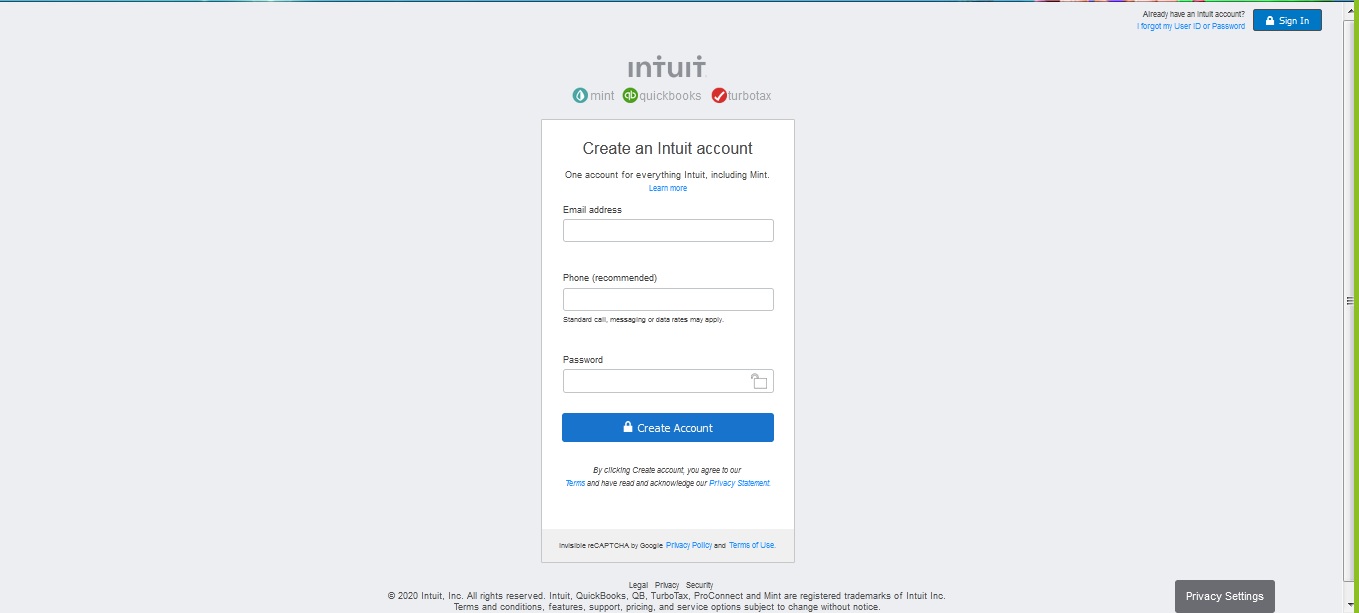 Already have an Intuit account?
I forgot my User ID or Password
Sign In
intuit
mint qb quickbooks turbotax
Create an Intuit account
One account for everything Intuit, including Mint.
Learn more
Email address
Phone (recommended)
Standard call, messaging or data rates may apply.
Password
Create Account
By clicking Create account, you agree to our
Terms and have read and acknowledge our Privacy Statement.
Invisible reCAPTCHA by Google Privacy Policy and Terms of Use.
Legal Privacy Security
© 2020 Intuit, Inc. All rights reserved. Intuit, QuickBooks, QB, TurboTax, ProConnect and Mint are registered trademarks of Intuit Inc.
Terms and conditions, features, support, pricing, and service options subject to change without notice.
Privacy Settings